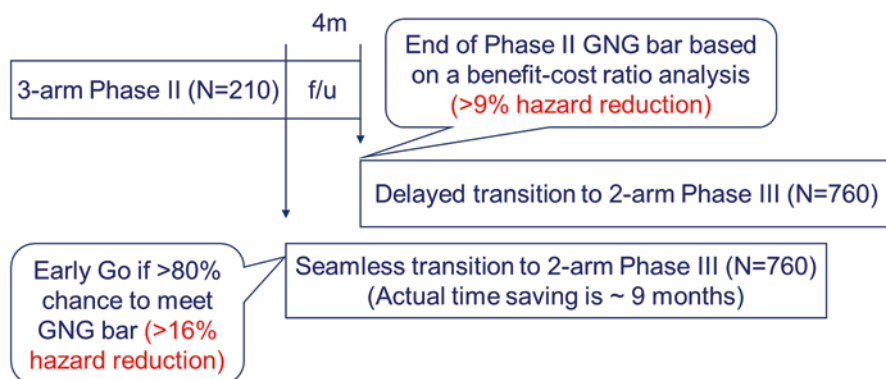 4m
End of Phase II GNG bar based
on a benefit-cost ratio analysis
(>9% hazard reduction)
3-arm Phase II (N=210)
f/u
Delayed transition to 2-arm Phase III (N=760)
Early Go if >80%
chance to meet
GNG bar (>16%
hazard reduction)
Seamless transition to 2-arm Phase III (N=760)
(Actual time saving is ~ 9 months)